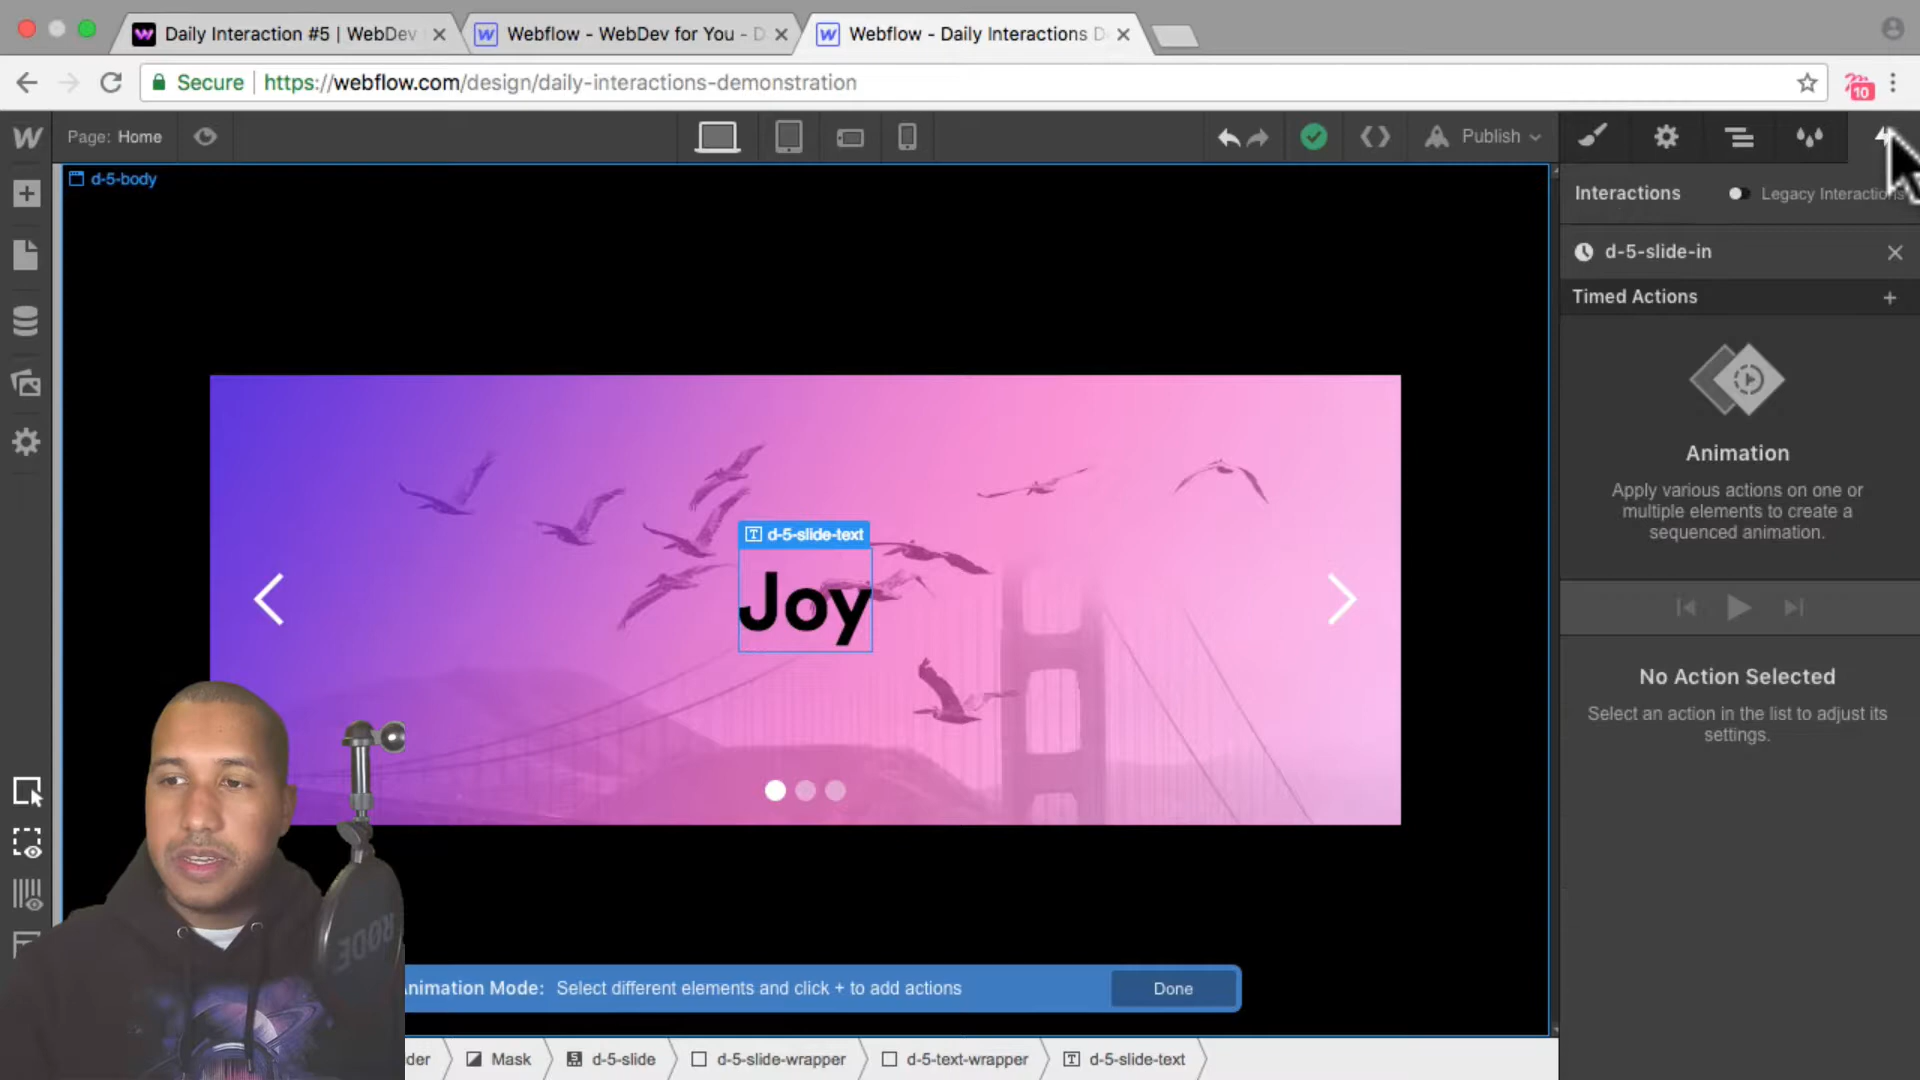 Daily Interaction #5 | WebDev
Webflow - WebDev for You - D
Webflow - Daily Interactions D
Secure
https://webflow.com/design/daily-interactions-demonstration
10
Page: Home
Publish
Interactions
Legacy Interactions
d-5-body
d-5-slide-in
Timed Actions
Animation
Apply various actions on one or
multiple elements to create a
sequenced animation.
d-5-slide-text
Joy
No Action Selected
Select an action in the list to adjust its
settings.
RODE
Animation Mode: Select different elements and click + to add actions
Done
der
Mask
d-5-slide
d-5-slide-wrapper
d-5-text-wrapper
d-5-slide-text